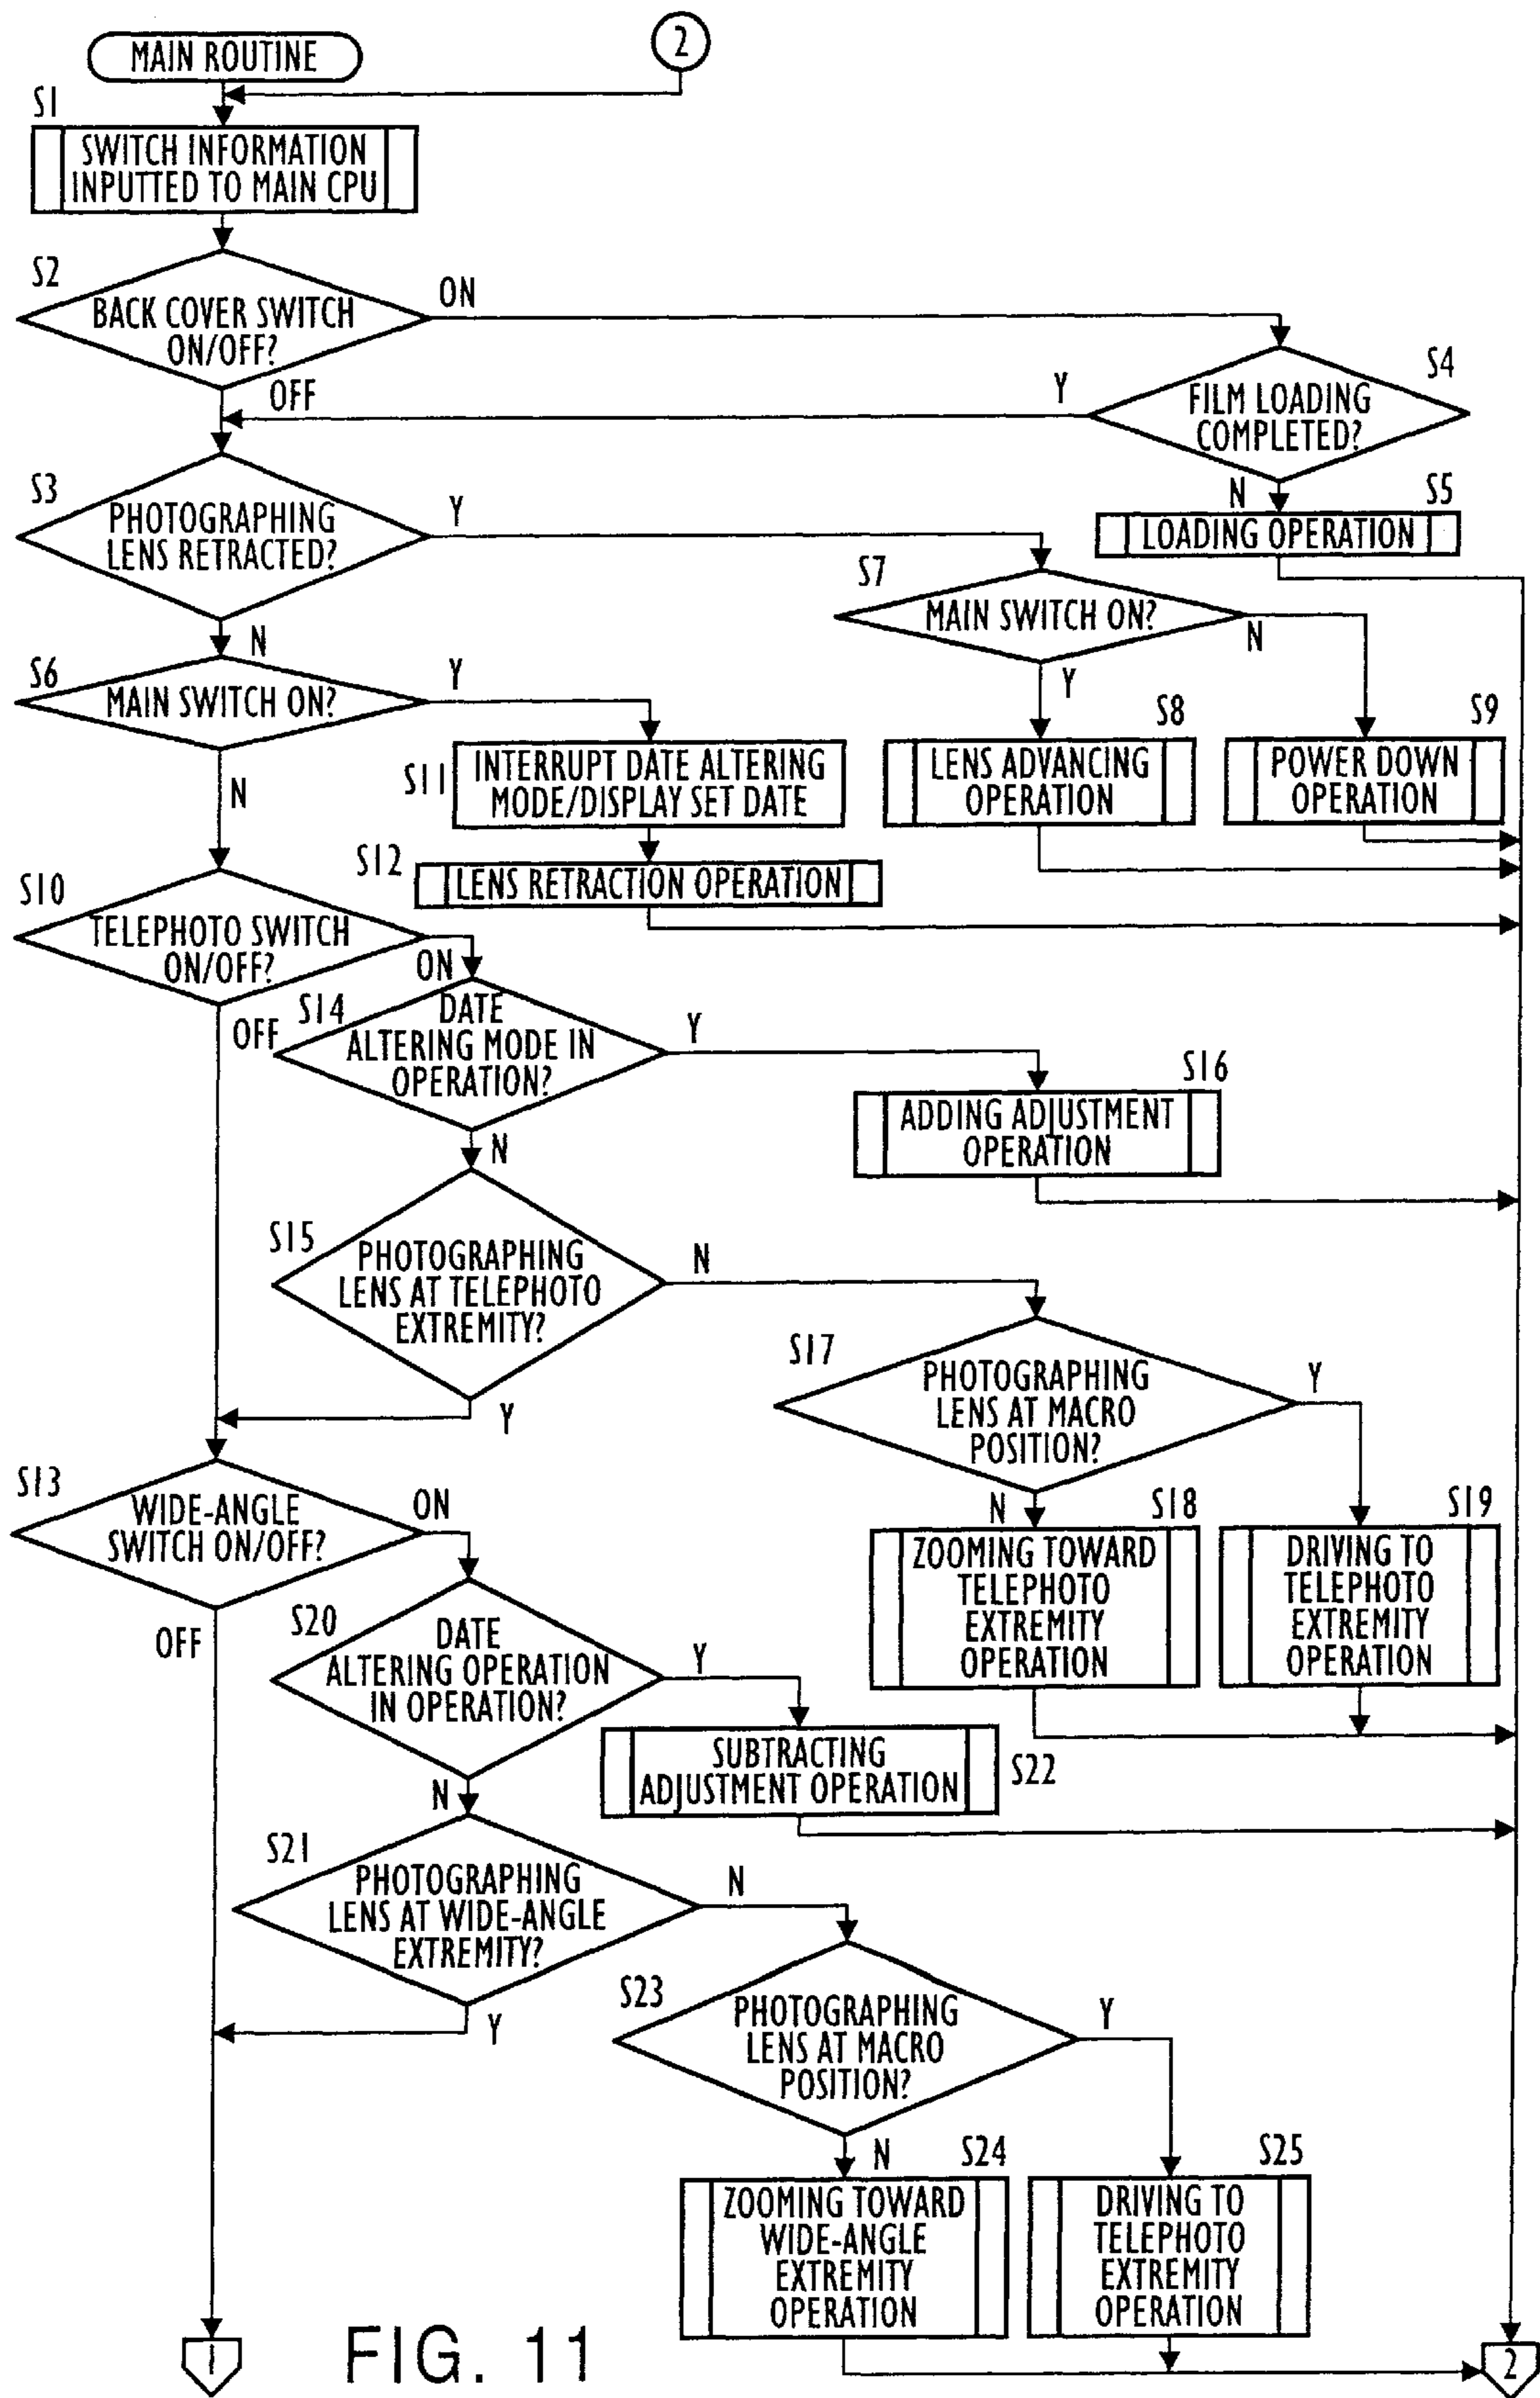 MAIN ROUTINE
2
S1
SWITCH INFORMATION
INPUTTED TO MAIN CPU
S2
BACK COVER SWITCH
ON/OFF?
ON
OFF
S4
FILM LOADING
COMPLETED?
Y
N
S5
LOADING OPERATION
S3
PHOTOGRAPHING
LENS RETRACTED?
Y
N
S7
MAIN SWITCH ON?
N
Y
S6
MAIN SWITCH ON?
Y
N
S8
LENS ADVANCING
OPERATION
S9
POWER DOWN
OPERATION
S11
INTERRUPT DATE ALTERING
MODE/DISPLAY SET DATE
S12
LENS RETRACTION OPERATION
S10
TELEPHOTO SWITCH
ON/OFF?
ON
OFF
S14
DATE
ALTERING MODE IN
OPERATION?
Y
N
S16
ADDING ADJUSTMENT
OPERATION
S15
PHOTOGRAPHING
LENS AT TELEPHOTO
EXTREMITY?
N
Y
S17
PHOTOGRAPHING
LENS AT MACRO
POSITION?
Y
N
S18
ZOOMING TOWARD
TELEPHOTO
EXTREMITY
OPERATION
S19
DRIVING TO
TELEPHOTO
EXTREMITY
OPERATION
S13
WIDE-ANGLE
SWITCH ON/OFF?
ON
OFF
S20
DATE
ALTERING OPERATION
IN OPERATION?
Y
N
SUBTRACTING
ADJUSTMENT OPERATION
S22
S21
PHOTOGRAPHING
LENS AT WIDE-ANGLE
EXTREMITY?
N
Y
S23
PHOTOGRAPHING
LENS AT MACRO
POSITION?
Y
N
S24
ZOOMING TOWARD
WIDE-ANGLE
EXTREMITY
OPERATION
S25
DRIVING TO
TELEPHOTO
EXTREMITY
OPERATION
1
FIG. 11
2